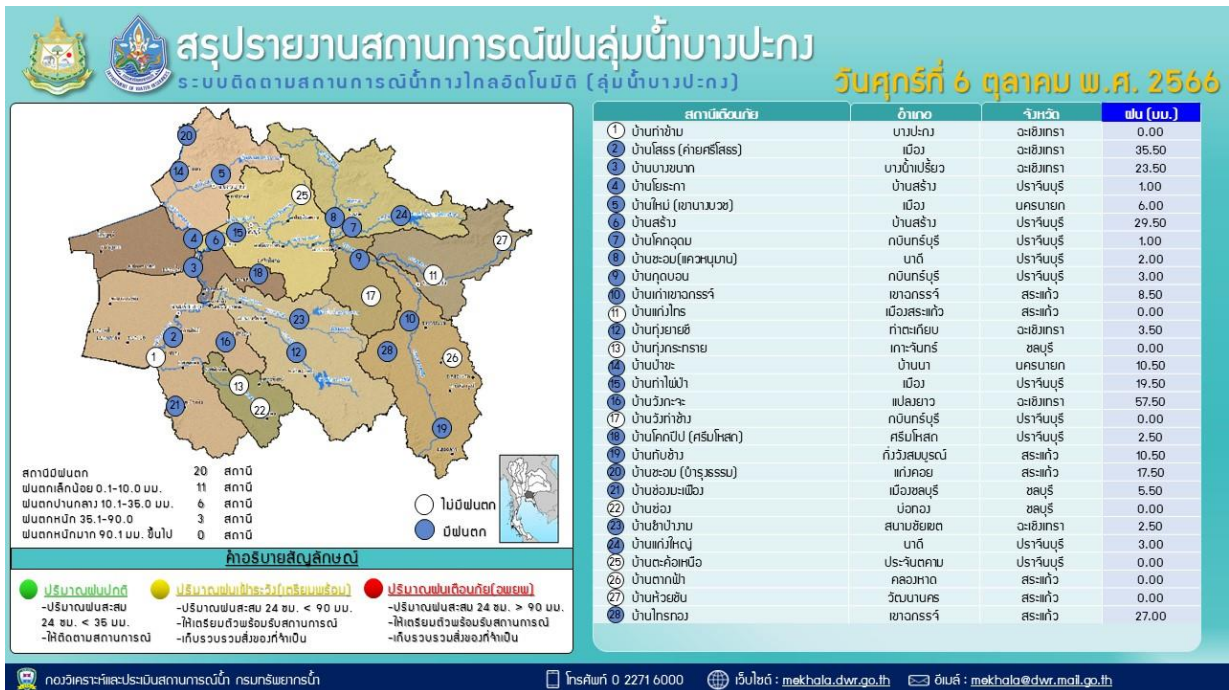 สรุปรายงานสถานการณ์ฝนลุ่มน้ำบางปะกง
ระบบติดตามสถานการณ์น้ำทางไกลอัตโนมัติ (ลุ่มน้ำบางปะกง)
วันศุกร์ที่ 6 ตุลาคม พ.ศ. 2566
สถานีเตือนภัย อำเภอ จังหวัด ฝน (มม.)
1 บ้านท่าข้าม บางปะกง ฉะเชิงเทรา 0.00
2 บ้านโสธร (ค่ายศรีโสธร) เมือง ฉะเชิงเทรา 35.50
3 บ้านบางขนาก บางน้ำเปรี้ยว ฉะเชิงเทรา 23.50
4 บ้านโยธะกา บ้านสร้าง ปราจีนบุรี 1.00
5 บ้านใหม่ (เขานางบวช) เมือง นครนายก 6.00
6 บ้านสร้าง บ้านสร้าง ปราจีนบุรี 29.50
7 บ้านโคกอุดม กบินทร์บุรี ปราจีนบุรี 1.00
8 บ้านชะอม(แควหนุมาน) นาดี ปราจีนบุรี 2.00
9 บ้านกุดบอน กบินทร์บุรี ปราจีนบุรี 3.00
10 บ้านเก่าเขาฉกรรจ์ เขาฉกรรจ์ สระแก้ว 8.50
11 บ้านแก่งไทร เมืองสระแก้ว สระแก้ว 0.00
12 บ้านทุ่งยายชี ท่าตะเกียบ ฉะเชิงเทรา 3.50
13 บ้านทุ่งกระทราย เกาะจันทร์ ชลบุรี 0.00
14 บ้านป่าขะ บ้านนา นครนายก 10.50
15 บ้านท่าไผ่ป่า เมือง ปราจีนบุรี 19.50
16 บ้านวังกะจะ แปลงยาว ฉะเชิงเทรา 57.50
17 บ้านวังท่าช้าง กบินทร์บุรี ปราจีนบุรี 0.00
18 บ้านโคกปีป (ศรีมโหสถ) ศรีมโหสถ ปราจีนบุรี 2.50
19 บ้านทับช้าง กิ่งวังสมบูรณ์ สระแก้ว 10.50
20 บ้านชะอม (บำรุงธรรม) แก่งคอย สระแก้ว 17.50
21 บ้านช่องมะเฟือง เมืองชลบุรี ชลบุรี 5.50
22 บ้านช่อง บ่อทอง ชลบุรี 0.00
23 บ้านชำป่างาม สนามชัยเขต ฉะเชิงเทรา 2.50
24 บ้านแก่งใหญ่ นาดี ปราจีนบุรี 3.00
25 บ้านตะค้อเหนือ ประจันตคาม ปราจีนบุรี 0.00
26 บ้านตากฟ้า คลองหาด สระแก้ว 0.00
27 บ้านห้วยชัน วัฒนานคร สระแก้ว 0.00
28 บ้านไทรทอง เขาฉกรรจ์ สระแก้ว 27.00
สถานีมีฝนตก 20 สถานี
ฝนตกเล็กน้อย 0.1-10.0 มม. 11 สถานี
ฝนตกปานกลาง 10.1-35.0 มม. 6 สถานี
ฝนตกหนัก 35.1-90.0 3 สถานี
ฝนตกหนักมาก 90.1 มม. ขึ้นไป 0 สถานี
ไม่มีฝนตก
มีฝนตก
คำอธิบายสัญลักษณ์
ปริมาณฝนปกติ
-ปริมาณฝนสะสม
24 ชม. < 35 มม.
-ให้ติดตามสถานการณ์
ปริมาณฝนเฝ้าระวัง(เตรียมพร้อม)
-ปริมาณฝนสะสม 24 ชม. < 90 มม.
-ให้เตรียมตัวพร้อมรับสถานการณ์
-เก็บรวบรวมสิ่งของที่จำเป็น
ปริมาณฝนเตือนภัย(อพยพ)
-ปริมาณฝนสะสม 24 ชม. > 90 มม.
-ให้เตรียมตัวพร้อมรับสถานการณ์
-เก็บรวบรวมสิ่งของที่จำเป็น
กองวิเคราะห์และประเมินสถานการณ์น้ำ กรมทรัพยากรน้ำ
โทรศัพท์ 0 2271 6000
เว็บไซต์ : mekhala.dwr.go.th
อีเมล์ : mekhala@dwr.mail.go.th